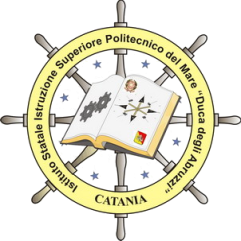 Istituto Statale Istruzione Superiore Politecnico del Mare "Duca degli Abruzzi"
CATANIA